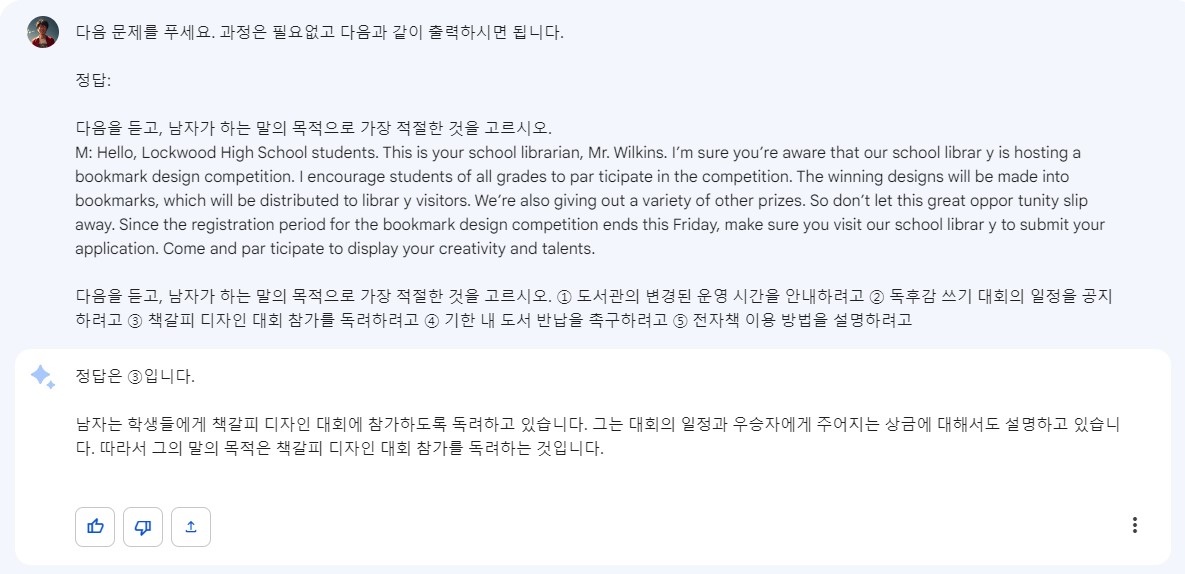 다음 문제를 푸세요. 과정은 필요없고 다음과 같이 출력하시면 됩니다.
정답:
다음을 듣고, 남자가 하는 말의 목적으로 가장 적절한 것을 고르시오.
M: Hello, Lockwood High School students. This is your school librarian, Mr. Wilkins. I’m sure you’re aware that our school librar y is hosting a
bookmark design competition. I encourage students of all grades to par ticipate in the competition. The winning designs will be made into
bookmarks, which will be distributed to librar y visitors. We’re also giving out a variety of other prizes. So don’t let this great oppor tunity slip
away. Since the registration period for the bookmark design competition ends this Friday, make sure you visit our school librar y to submit your
application. Come and par ticipate to display your creativity and talents.
다음을 듣고, 남자가 하는 말의 목적으로 가장 적절한 것을 고르시오. ① 도서관의 변경된 운영 시간을 안내하려고 ② 독후감 쓰기 대회의 일정을 공지
하려고 ③ 책갈피 디자인 대회 참가를 독려하려고 ④ 기한 내 도서 반납을 촉구하려고 ⑤ 전자책 이용 방법을 설명하려고
정답은 ③입니다.
남자는 학생들에게 책갈피 디자인 대회에 참가하도록 독려하고 있습니다. 그는 대회의 일정과 우승자에게 주어지는 상금에 대해서도 설명하고 있습니
다. 따라서 그의 말의 목적은 책갈피 디자인 대회 참가를 독려하는 것입니다.